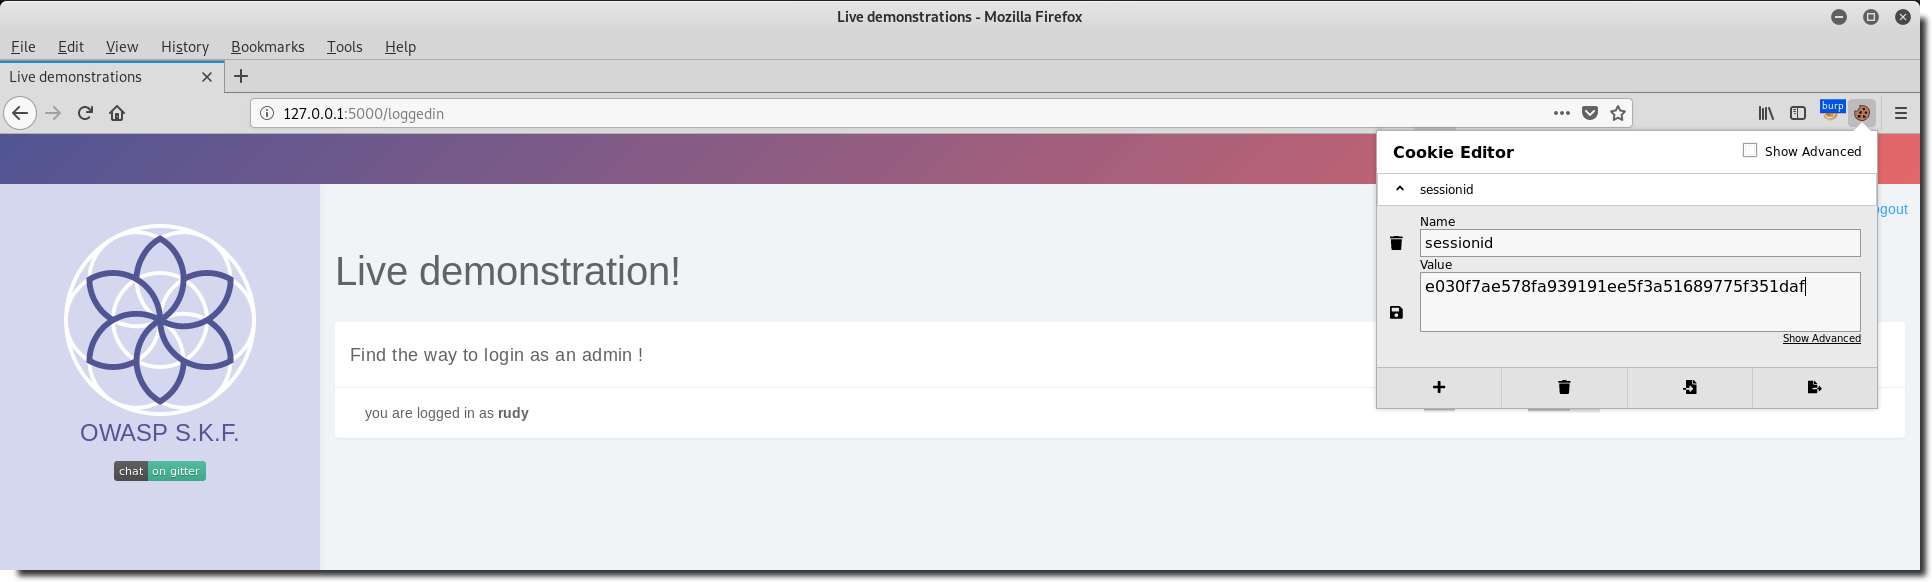 Live demonstrations - Mozilla Firefox
File Edit View History Bookmarks Tools Help
Live demonstrations
127.0.0.1:5000/loggedin
burp
Cookie Editor
Show Advanced
sessionid
ogout
Name
sessionid
Value
e030f7ae578fa939191ee5f3a51689775f351daf
Show Advanced
Live demonstration!
Find the way to login as an admin !
you are logged in as rudy
OWASP S.K.F.
chat on gitter